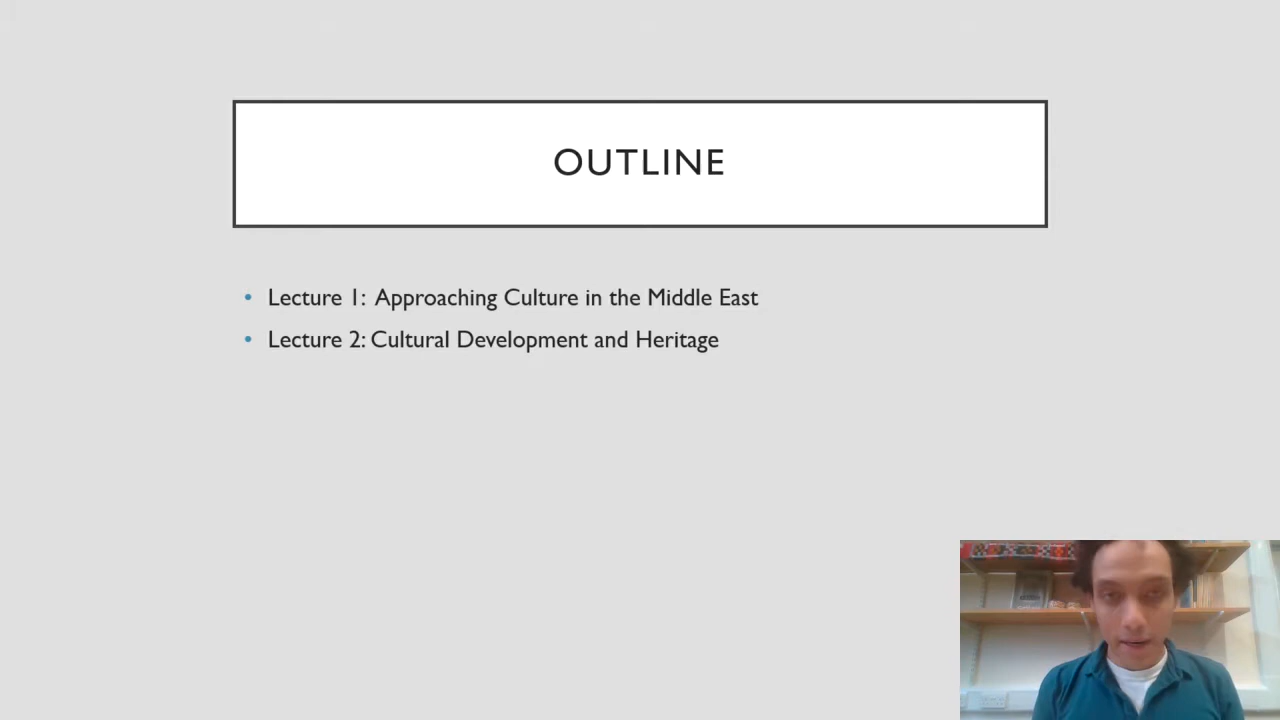 OUTLINE
• Lecture 1: Approaching Culture in the Middle East
• Lecture 2: Cultural Development and Heritage